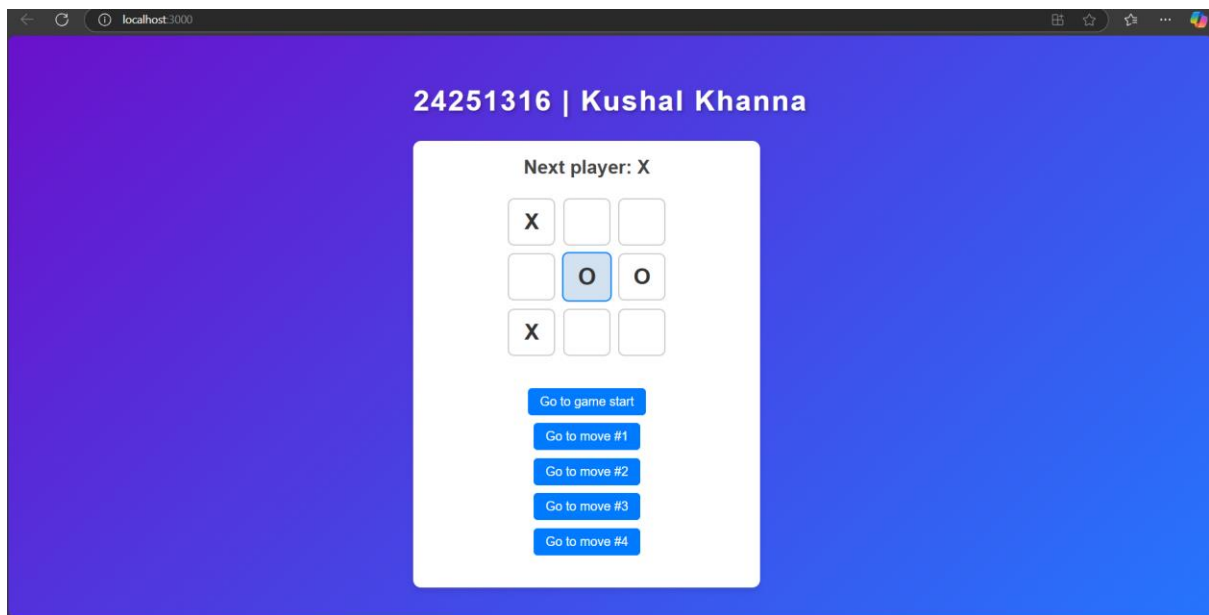 localhost:3000
24251316 | Kushal Khanna
Next player: X
X
O O
X
Go to game start
Go to move #1
Go to move #2
Go to move #3
Go to move #4